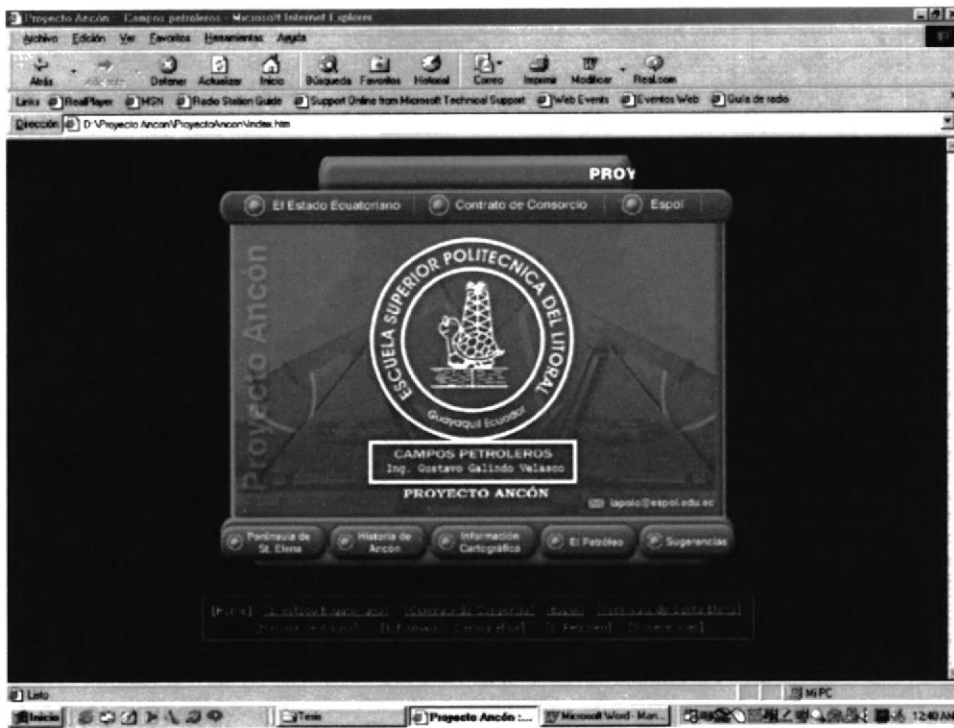 Proyecto Ancón : Campos petroleros - Microsoft Internet Explorer
Archivo Edición Ver Favoritos Herramientas Ayuda
Atrás Detener Actualizar Inicio Búsqueda Favoritos Historial Correo Imprimir Modificar Real.com
Links RealPlayer MSN Radio Station Guide Support Online from Microsoft Technical Support Web Events Eventos Web Guía de radio
Dirección D:\Proyecto Ancon\ProyectoAncon\index.htm
PROY
El Estado Ecuatoriano Contrato de Consorcio Espol
Proyecto Ancón
ESCUELA SUPERIOR POLITECNICA DEL LITORAL
Guayaquil Ecuador
CAMPOS PETROLEROS
Ing. Gustavo Galindo Velasco
PROYECTO ANCÓN
lapolo@espol.edu.ec
Península de St. Elena
Historia de Ancón
Información Cartográfica
El Petróleo
Sugerencias
Listo Mi PC
Inicio Tesis Proyecto Ancón :... Microsoft Word - Man... 12:40 AM